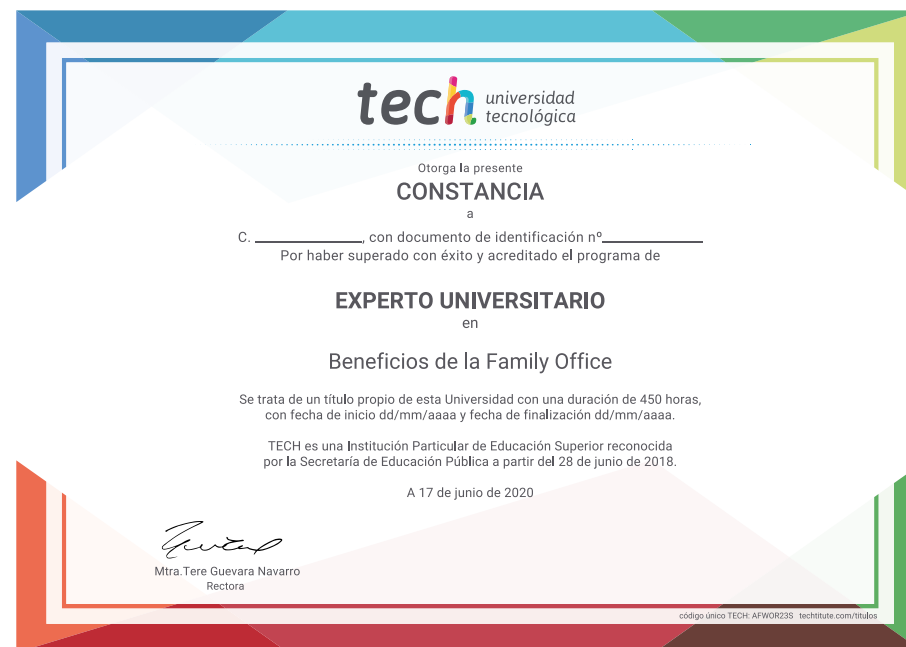 tech universidad
tecnológica
Otorga la presente
CONSTANCIA
a
C. ______________, con documento de identificación nº______________
Por haber superado con éxito y acreditado el programa de
EXPERTO UNIVERSITARIO
en
Beneficios de la Family Office
Se trata de un título propio de esta Universidad con una duración de 450 horas,
con fecha de inicio dd/mm/aaaa y fecha de finalización dd/mm/aaaa.
TECH es una Institución Particular de Educación Superior reconocida
por la Secretaría de Educación Pública a partir del 28 de junio de 2018.
A 17 de junio de 2020
Mtra.Tere Guevara Navarro
Rectora
código único TECH: AFWOR23S techtitute.com/titulos